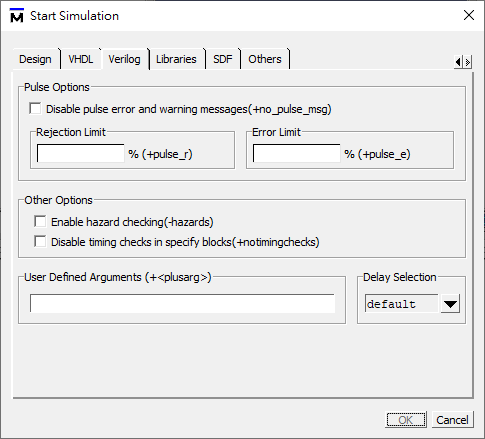 Start Simulation
Design VHDL Verilog Libraries SDF Others
Pulse Options
Disable pulse error and warning messages(+no_pulse_msg)
Rejection Limit
% (+pulse_r)
Error Limit
% (+pulse_e)
Other Options
Enable hazard checking(-hazards)
Disable timing checks in specify blocks(+notimingchecks)
User Defined Arguments (+<plusarg>)
Delay Selection
default
OK Cancel